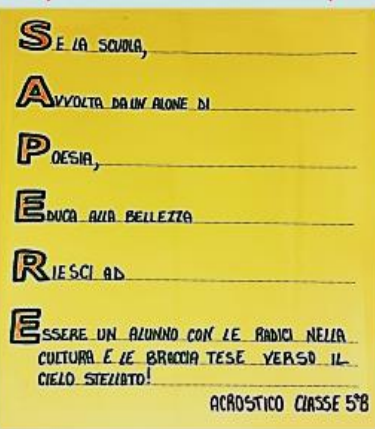 SE LA SCUOLA,
AVVOLTA DA UN ALONE DI
POESIA,
EDUCA ALLA BELLEZZA
RIESCI AD
ESSERE UN ALUNNO CON LE RADICI NELLA
CULTURA E LE BRACCIA TESE VERSO IL
CIELO STELLATO!
ACROSTICO CLASSE 5°B